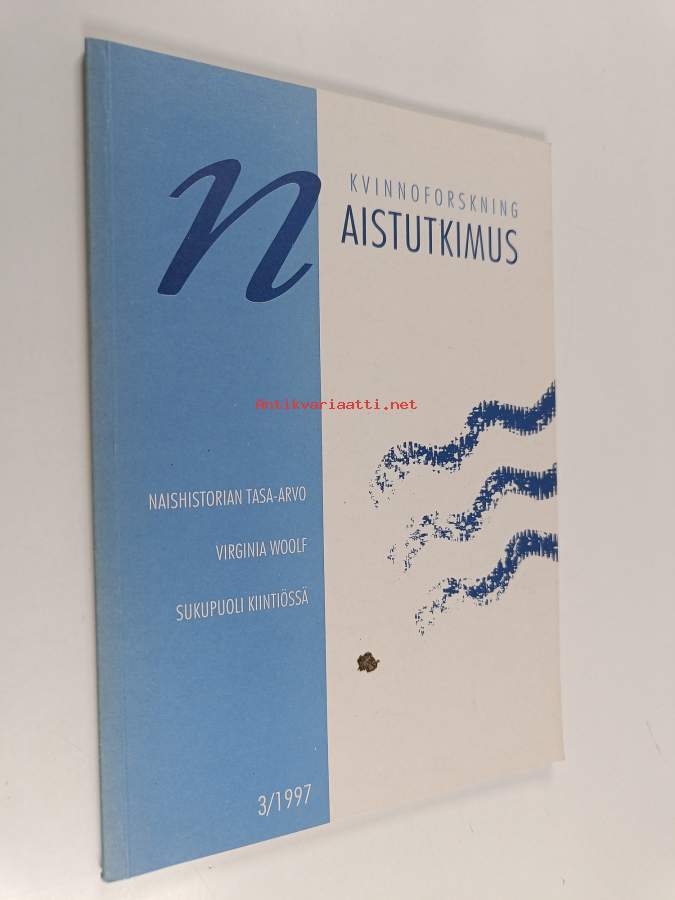 KVINNOFORSKNING
nAISTUTKIMUS
Antikvariaatti.net
NAISHISTORIAN TASA-ARVO
VIRGINIA WOOLF
SUKUPUOLI KIINTIÖSSÄ
3/1997